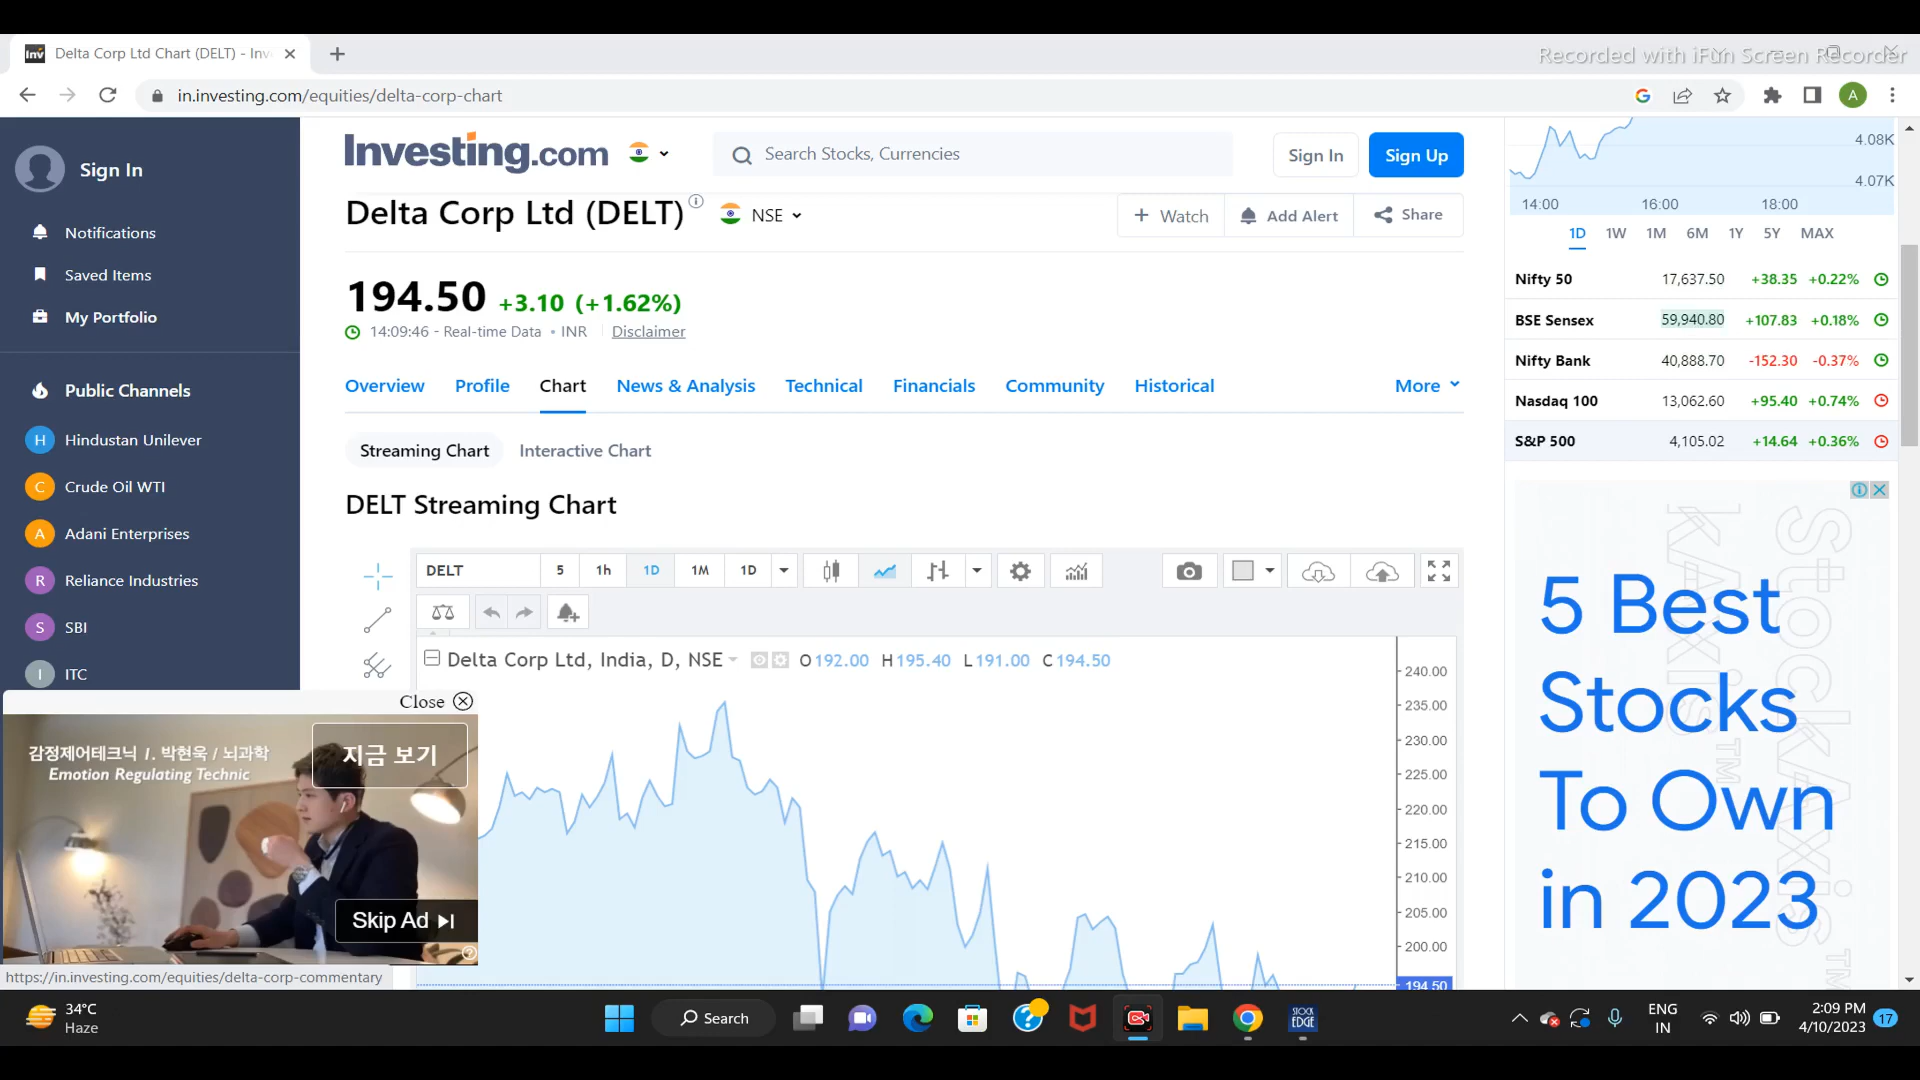 Delta Corp Ltd Chart (DELT) - Inv
Recorded with iFun Screen Recorder
in.investing.com/equities/delta-corp-chart
A
Sign In
Notifications
Saved Items
My Portfolio
Public Channels
H Hindustan Unilever
C Crude Oil WTI
A Adani Enterprises
R Reliance Industries
S SBI
I ITC
Investing.com
Search Stocks, Currencies
Sign In
Sign Up
Delta Corp Ltd (DELT)
NSE
+ Watch
Add Alert
Share
194.50 +3.10 (+1.62%)
14:09:46 - Real-time Data • INR
Disclaimer
Overview
Profile
Chart
News & Analysis
Technical
Financials
Community
Historical
More
Streaming Chart
Interactive Chart
DELT Streaming Chart
DELT 5 1h 1D 1M 1D
Delta Corp Ltd, India, D, NSE O192.00 H195.40 L191.00 C194.50
240.00
235.00
230.00
225.00
220.00
215.00
210.00
205.00
200.00
194.50
4.08K
4.07K
14:00 16:00 18:00
1D 1W 1M 6M 1Y 5Y MAX
Nifty 50 17,637.50 +38.35 +0.22%
BSE Sensex 59,940.80 +107.83 +0.18%
Nifty Bank 40,888.70 -152.30 -0.37%
Nasdaq 100 13,062.60 +95.40 +0.74%
S&P 500 4,105.02 +14.64 +0.36%
5 Best
Stocks
To Own
in 2023
StocKAxis™
StocKAxis™
Close
감정제어테크닉 /. 박현욱 / 뇌과학
Emotion Regulating Technic
지금 보기
Skip Ad
https://in.investing.com/equities/delta-corp-commentary
34°C
Haze
Search
STOCK
EDGE
ENG
IN
2:09 PM
4/10/2023
17